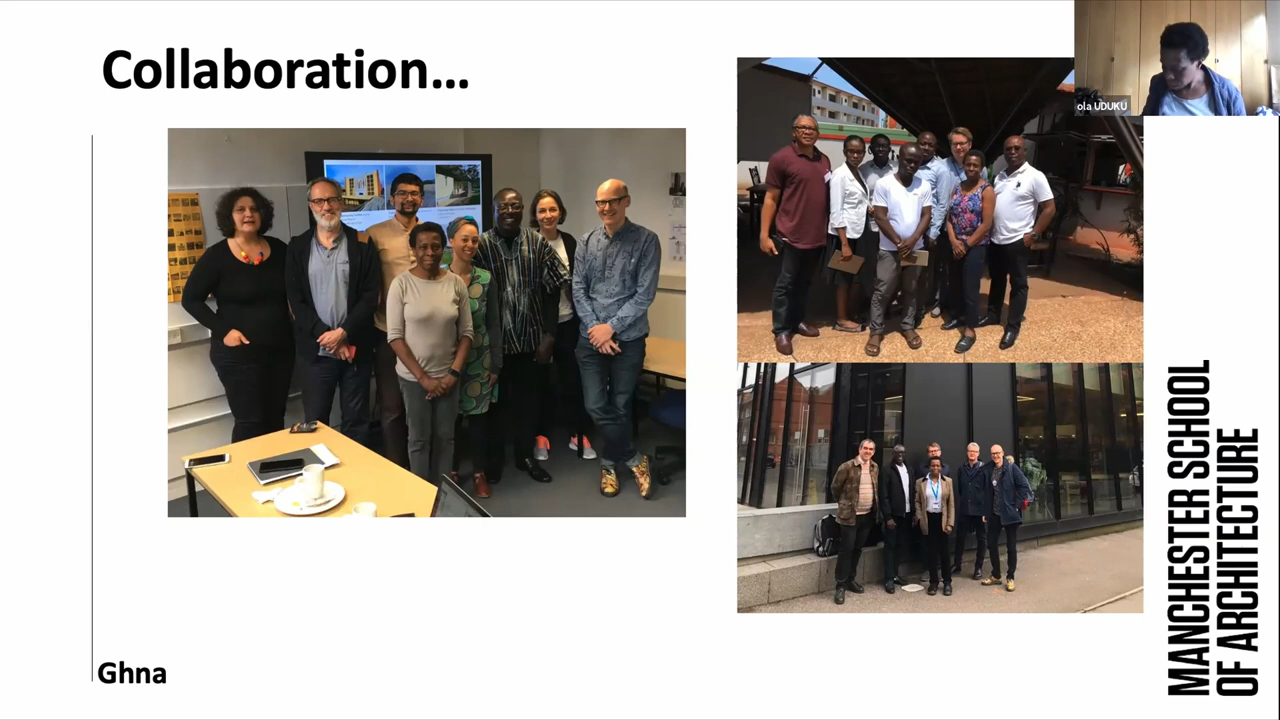 Collaboration...
ola UDUKU
Ghna
MANCHESTER SCHOOL
OF ARCHITECTURE